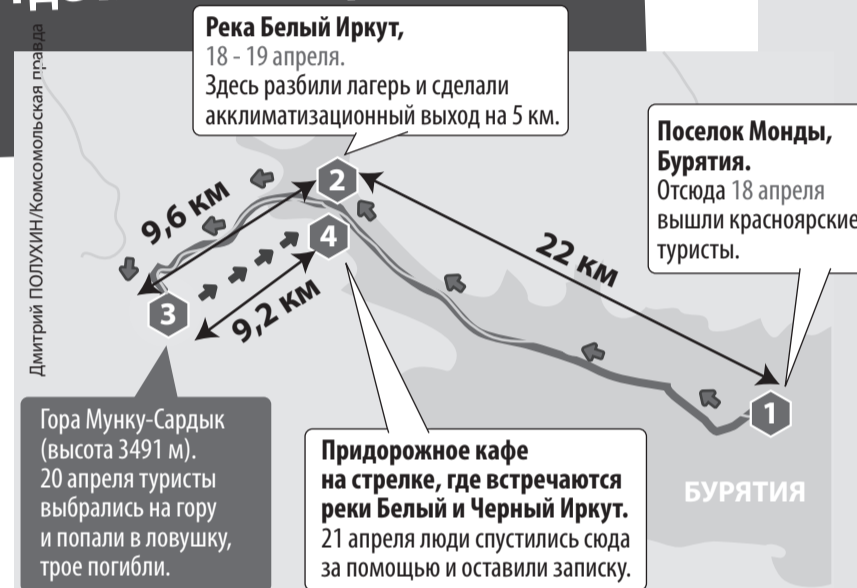 Дмитрий ПОЛУХИН/Комсомольская правда
Река Белый Иркут,
18 - 19 апреля.
Здесь разбили лагерь и сделали
акклиматизационный выход на 5 км.
Поселок Монды,
Бурятия.
Отсюда 18 апреля
вышли красноярские
туристы.
2
9,6 км
4
22 км
3
9,2 км
1
Гора Мунку-Сардык
(высота 3491 м).
20 апреля туристы
выбрались на гору
и попали в ловушку,
трое погибли.
Придорожное кафе
на стрелке, где встречаются
реки Белый и Черный Иркут.
21 апреля люди спустились сюда
за помощью и оставили записку.
БУРЯТИЯ